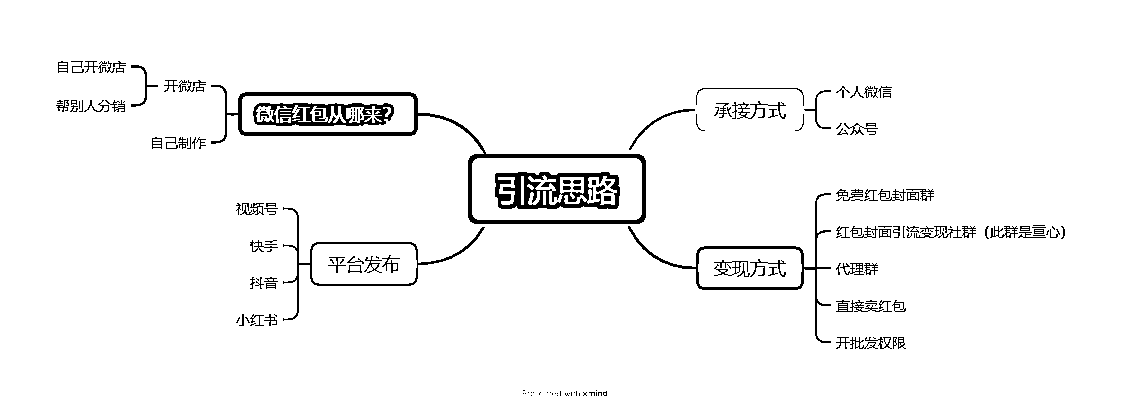 引流思路
微信红包从哪来?
开微店
自己开微店
帮别人分销
自己制作
平台发布
视频号
快手
抖音
小红书
承接方式
个人微信
公众号
变现方式
免费红包封面群
红包封面引流变现社群（此群是重心）
代理群
直接卖红包
开批发权限
with xmind